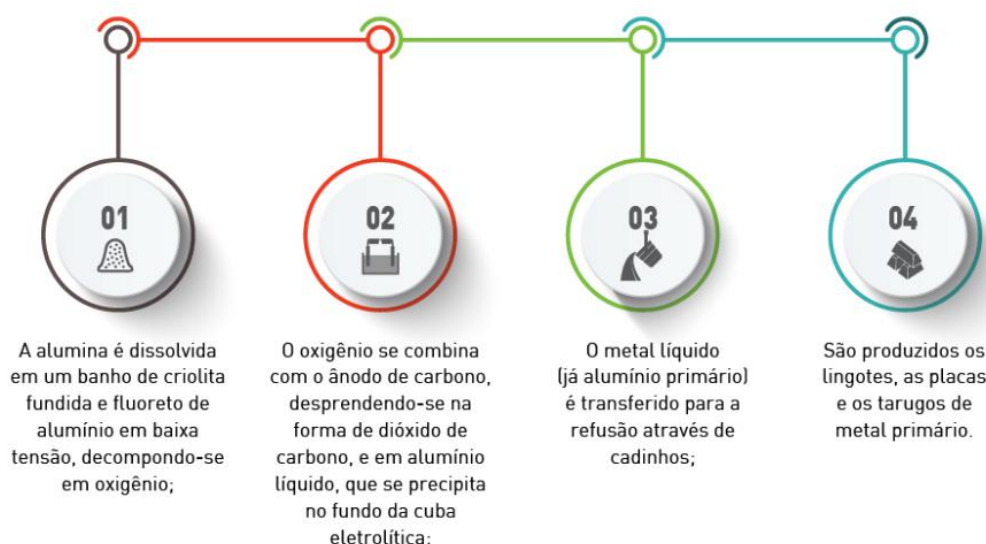 01
A alumina é dissolvida
em um banho de criolita
fundida e fluoreto de
alumínio em baixa
tensão, decompondo-se
em oxigênio;
02
O oxigênio se combina
com o ânodo de carbono,
desprendendo-se na
forma de dióxido de
carbono, e em alumínio
líquido, que se precipita
no fundo da cuba
eletrolítica;
03
O metal líquido
(já alumínio primário)
é transferido para a
refusão através de
cadinhos;
04
São produzidos os
lingotes, as placas
e os tarugos de
metal primário.